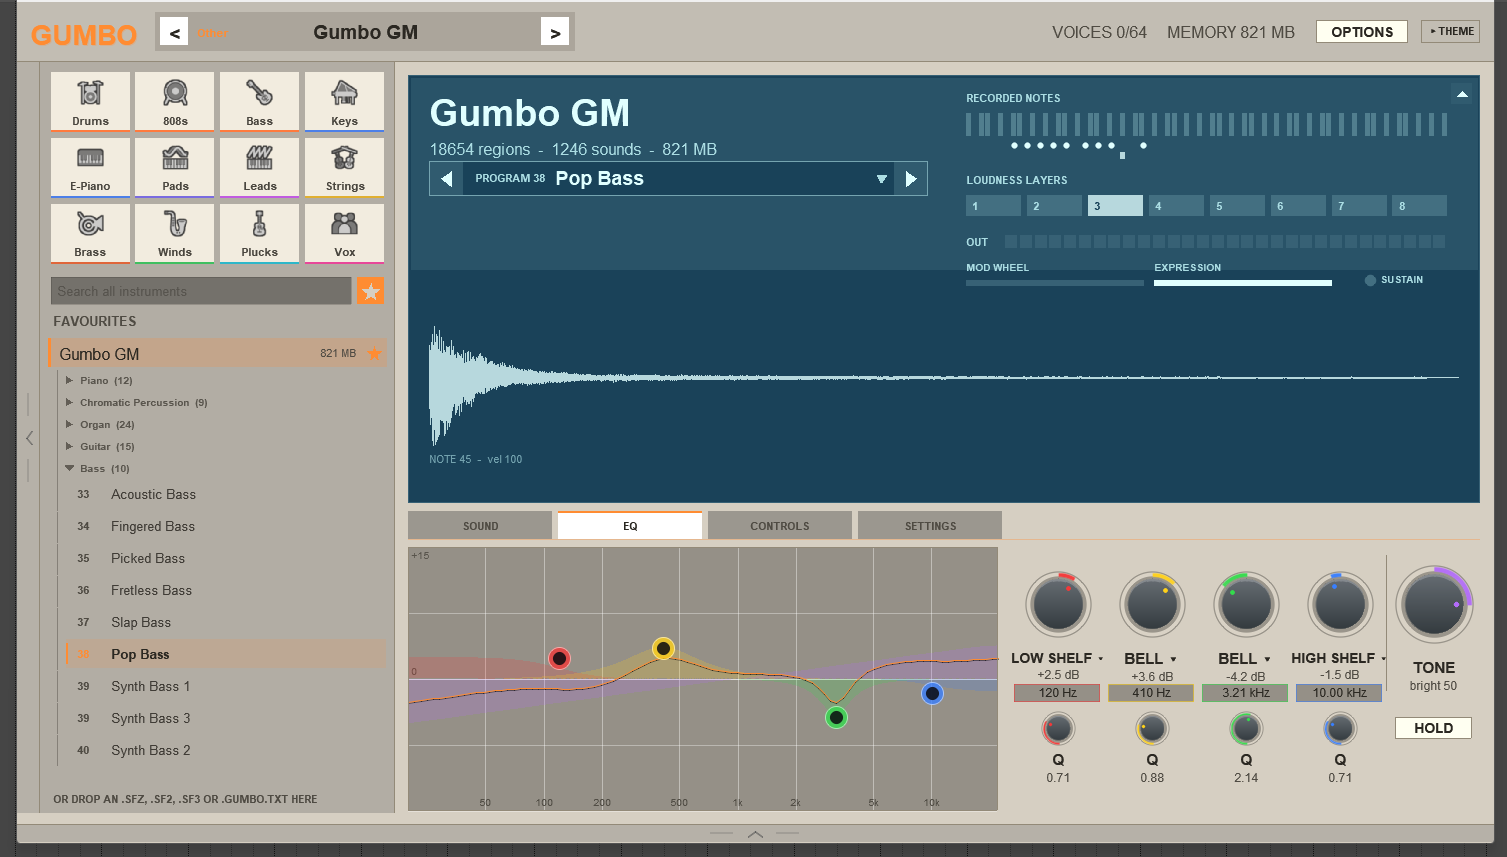 GUMBO
<
Gumbo GM
>
VOICES 0/64
MEMORY 821 MB
OPTIONS
THEME
Drums
808s
Bass
Keys
E-Piano
Pads
Leads
Strings
Brass
Winds
Plucks
Vox
Search all instruments
FAVOURITES
Gumbo GM
821 MB
Piano (12)
Chromatic Percussion (9)
Organ (24)
Guitar (15)
Bass (10)
33 Acoustic Bass
34 Fingered Bass
35 Picked Bass
36 Fretless Bass
37 Slap Bass
38 Pop Bass
39 Synth Bass 1
39 Synth Bass 3
40 Synth Bass 2
OR DROP AN .SFZ, .SF2, .SF3 OR .GUMBO.TXT HERE
Gumbo GM
18654 regions - 1246 sounds - 821 MB
PROGRAM 38 Pop Bass
RECORDED NOTES
LOUDNESS LAYERS
1 2 3 4 5 6 7 8
OUT
MOD WHEEL
EXPRESSION
SUSTAIN
NOTE 45 - vel 100
SOUND
EQ
CONTROLS
SETTINGS
+15
0
50 100 200 500 1k 2k 5k 10k
LOW SHELF
+2.5 dB
120 Hz
Q
0.71
BELL
+3.6 dB
410 Hz
Q
0.88
BELL
-4.2 dB
3.21 kHz
Q
2.14
HIGH SHELF
-1.5 dB
10.00 kHz
Q
0.71
TONE
bright 50
HOLD